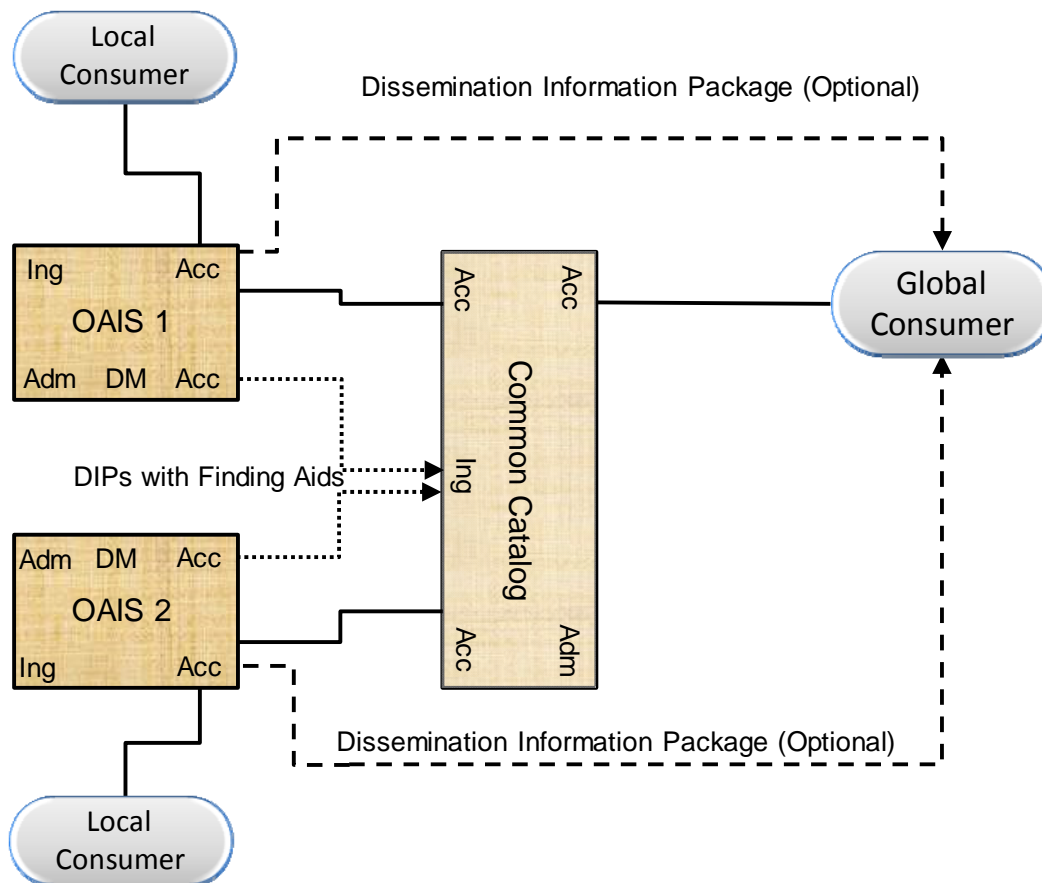 Local
Consumer
Dissemination Information Package (Optional)
Ing
Acc
OAIS 1
Adm
DM
Acc
Acc
Acc
Global
Consumer
Common Catalog
Ing
DIPs with Finding Aids
Adm
DM
Acc
OAIS 2
Ing
Acc
Acc
Adm
Dissemination Information Package (Optional)
Local
Consumer